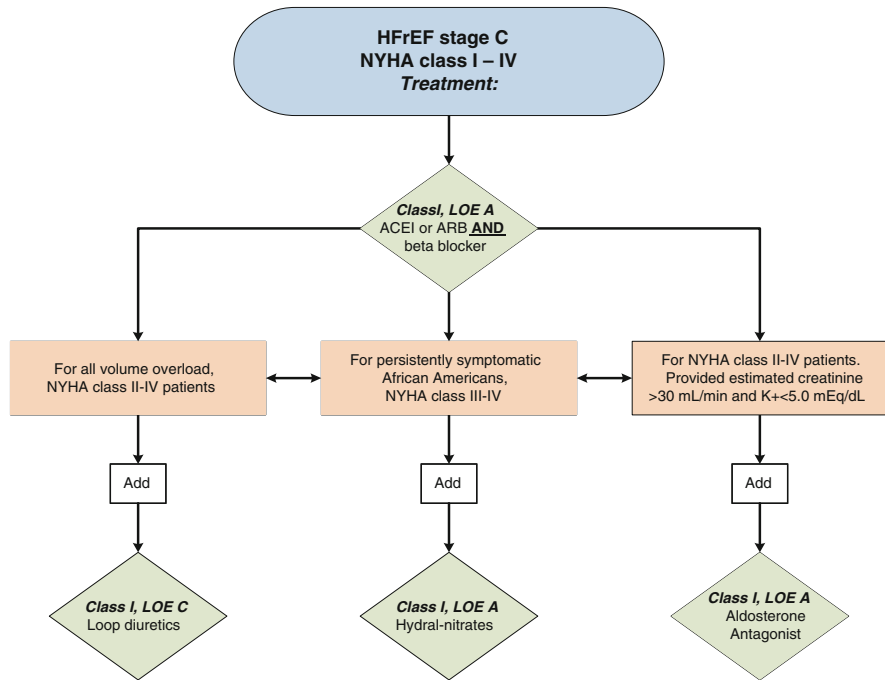 HFrEF stage C
NYHA class I – IV
Treatment:
ClassI, LOE A
ACEI or ARB AND
beta blocker
For all volume overload,
NYHA class II-IV patients
For persistently symptomatic
African Americans,
NYHA class III-IV
For NYHA class II-IV patients.
Provided estimated creatinine
>30 mL/min and K+<5.0 mEq/dL
Add
Add
Add
Class I, LOE C
Loop diuretics
Class I, LOE A
Hydral-nitrates
Class I, LOE A
Aldosterone
Antagonist